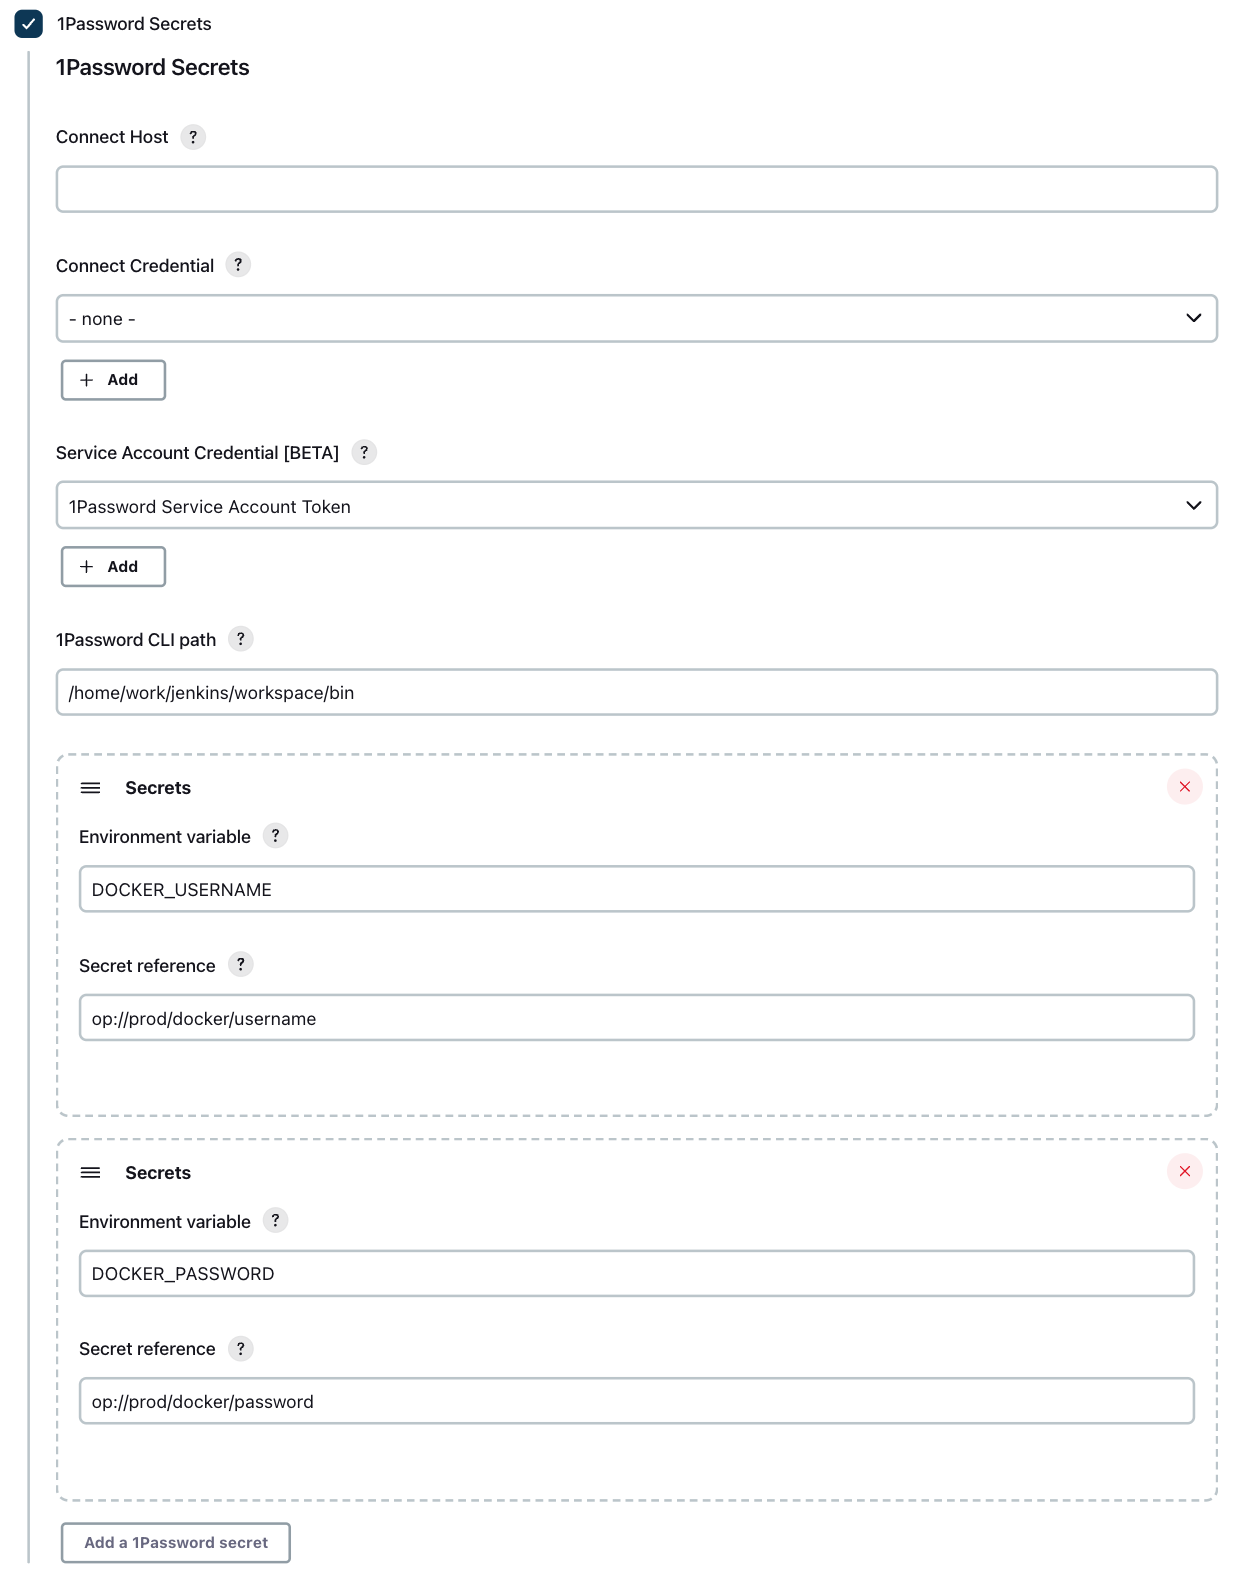 1Password Secrets
1Password Secrets
Connect Host ?
Connect Credential ?
- none -
+ Add
Service Account Credential [BETA] ?
1Password Service Account Token
+ Add
1Password CLI path ?
/home/work/jenkins/workspace/bin
Secrets
Environment variable ?
DOCKER_USERNAME
Secret reference ?
op://prod/docker/username
Secrets
Environment variable ?
DOCKER_PASSWORD
Secret reference ?
op://prod/docker/password
Add a 1Password secret